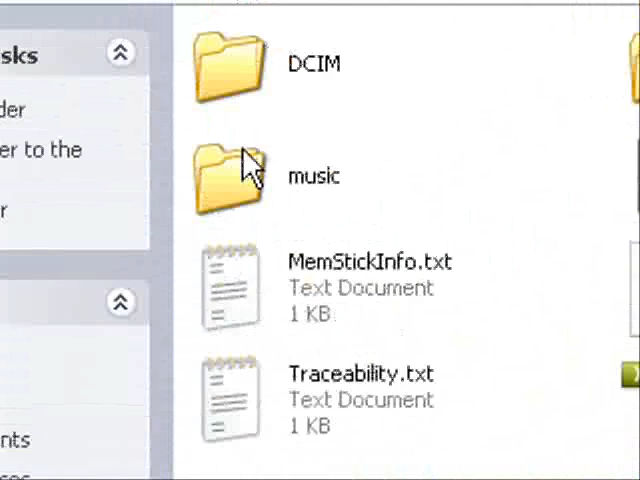 sks
der
er to the
r
nts
DCIM
music
MemStickInfo.txt
Text Document
1 KB
Traceability.txt
Text Document
1 KB